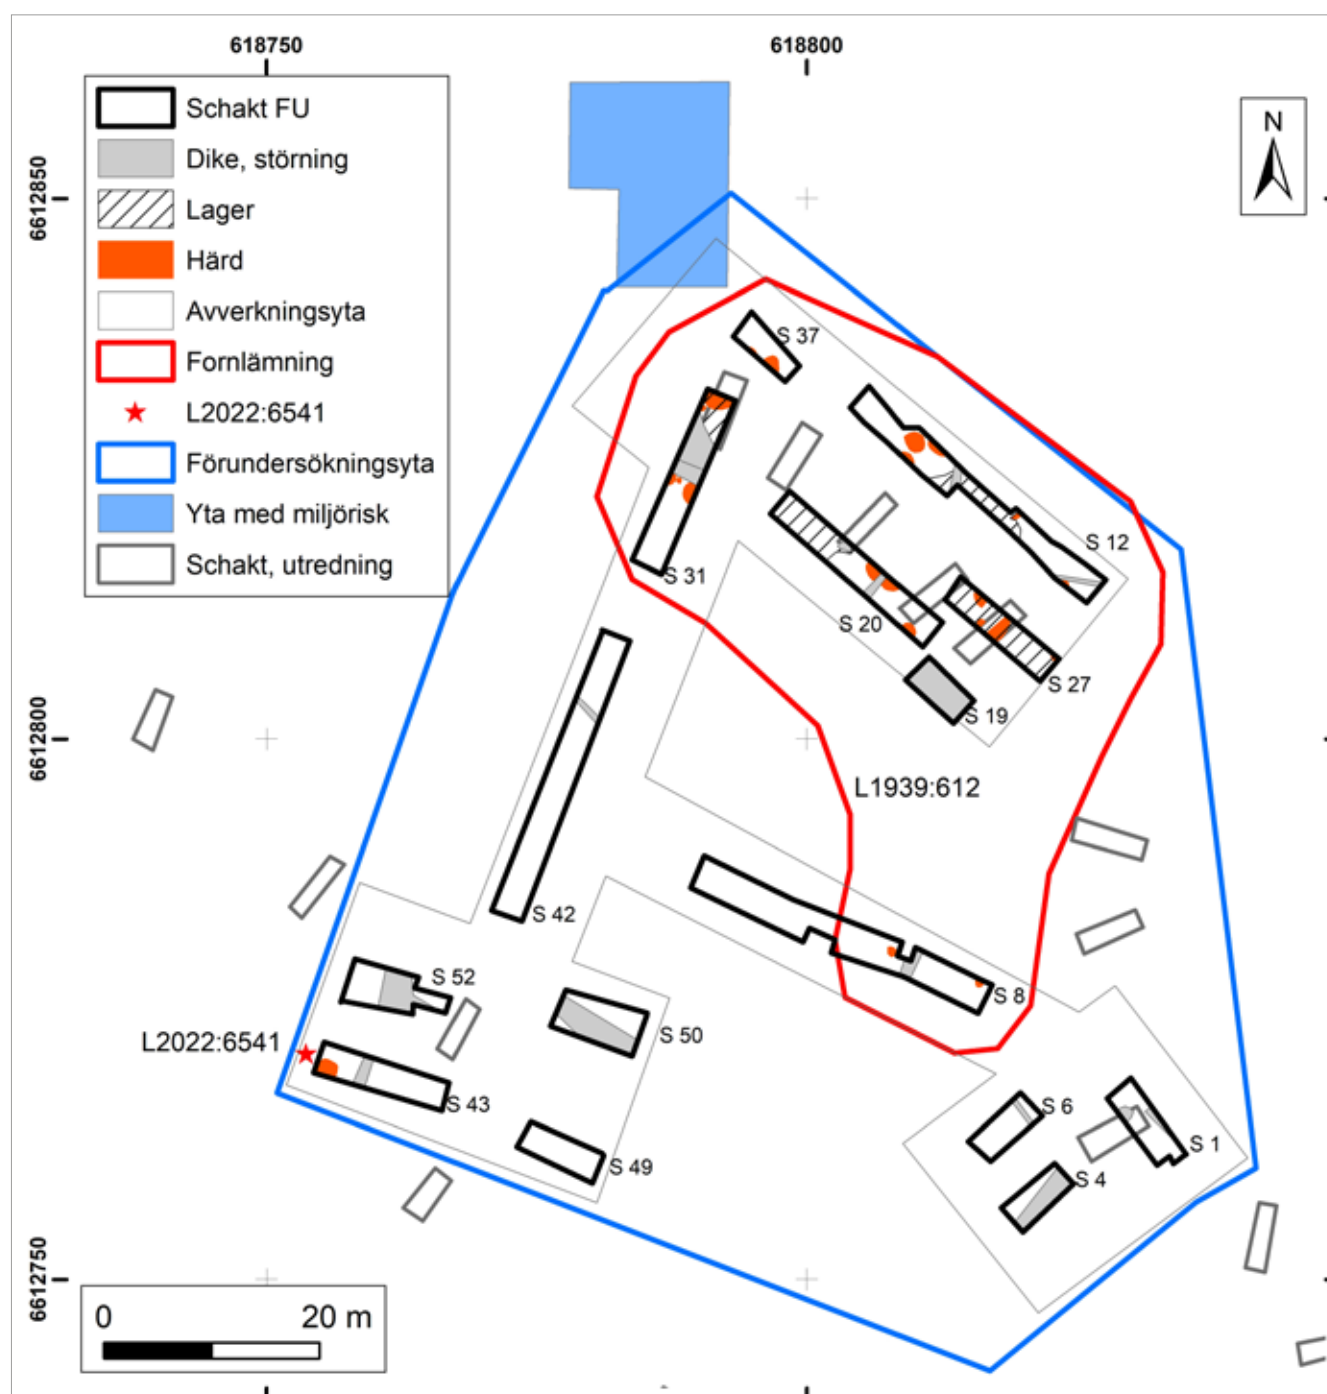 618750
618800
Schakt FU
Dike, störning
Lager
Härd
Avverkningsyta
Fornlämning
L2022:6541
Förundersökningsyta
Yta med miljörisk
Schakt, utredning
N
6612850
6612800
6612750
S 37
S 31
S 12
S 20
S 27
S 19
L1939:612
S 42
S 52
S 8
S 50
L2022:6541
S 43
S 49
S 6
S 1
S 4
0 20 m